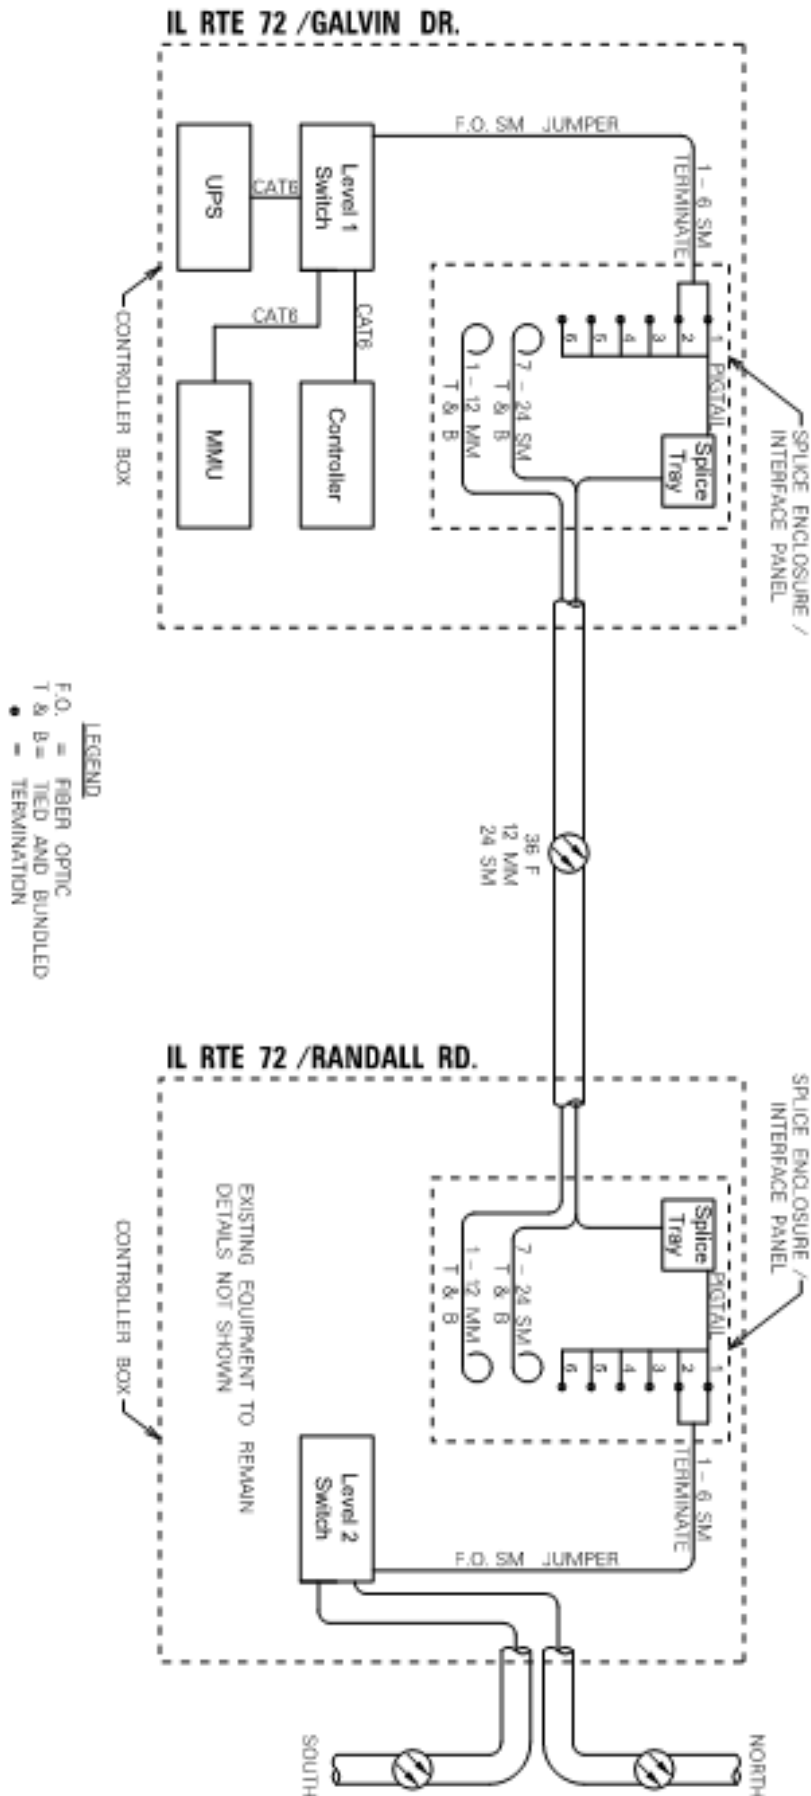 IL RTE 72 /GALVIN DR.
F.O. SM JUMPER
1 - 6 SM
TERMINATE
UPS
CAT6
Level 1
Switch
CAT6
CAT6
MMU
Controller
CONTROLLER BOX
1
2
3
4
5
6
PIGTAIL
Splice
Tray
7 - 24 SM
T & B
1 - 12 MM
T & B
SPLICE ENCLOSURE /
INTERFACE PANEL
36 F
12 MM
24 SM
LEGEND
F.O. = FIBER OPTIC
T & B = TIED AND BUNDLED
● = TERMINATION
IL RTE 72 /RANDALL RD.
SPLICE ENCLOSURE /
INTERFACE PANEL
Splice
Tray
PIGTAIL
1
2
3
4
5
6
7 - 24 SM
T & B
1 - 12 MM
T & B
EXISTING EQUIPMENT TO REMAIN
DETAILS NOT SHOWN
CONTROLLER BOX
Level 2
Switch
1 - 6 SM
TERMINATE
F.O. SM JUMPER
NORTH
SOUTH